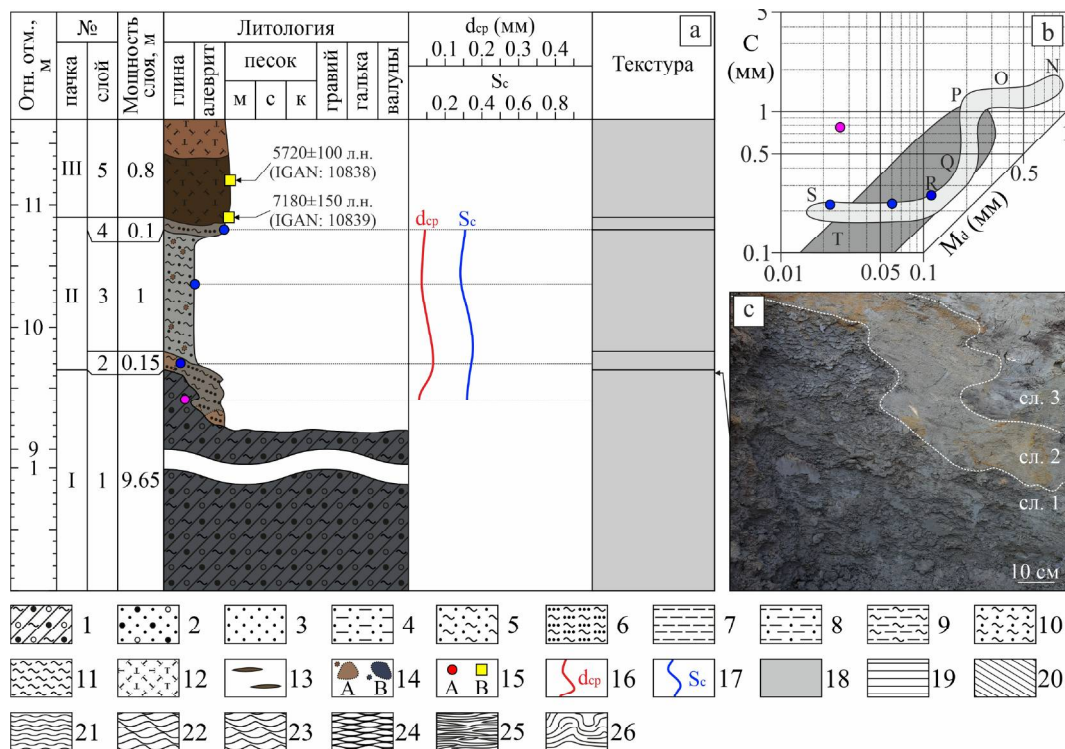 Отн. отм., м
№
пачка
слой
Мощность слоя, м
Литология
глина
алеврит
песок
м с к
гравий
галька
валуны
dср (мм)
0.1 0.2 0.3 0.4
Sс
0.2 0.4 0.6 0.8
a
Текстура
III 5 0.8
5720±100 л.н.
(IGAN: 10838)
7180±150 л.н.
(IGAN: 10839)
11
4 0.1
dср Sс
II 3 1
10
2 0.15
9
1
I 1 9.65
b
5
C
(мм)
1
0.5
0.1
0.01 0.05 0.1
0.5
Md (мм)
N
O
P
Q
R
S
T
c
сл. 3
сл. 2
сл. 1
10 см
1 2 3 4 5 6 7 8 9 10
11 12 13 A B 14 A B 15 dср 16 Sс 17 18 19 20
21 22 23 24 25 26